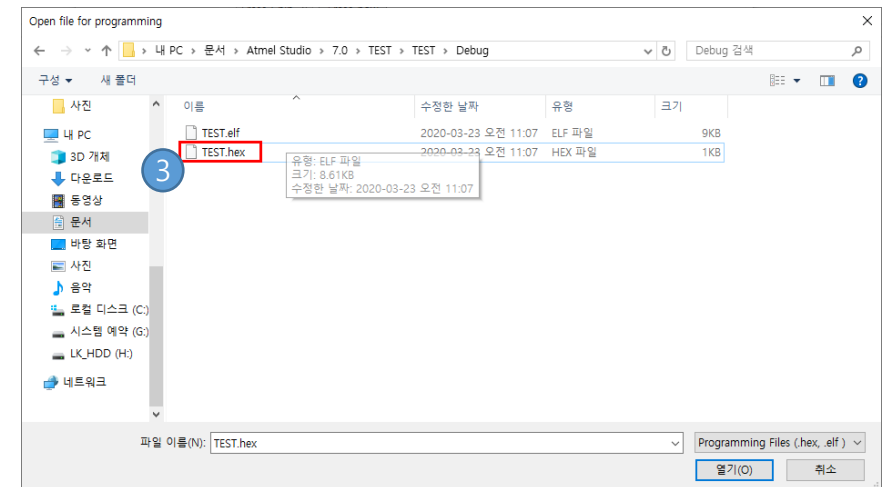 Open file for programming
내 PC > 문서 > Atmel Studio > 7.0 > TEST > TEST > Debug
Debug 검색
구성 새 폴더
이름 수정한 날짜 유형 크기
TEST.elf 2020-03-23 오전 11:07 ELF 파일 9KB
TEST.hex 2020-03-23 오전 11:07 HEX 파일 1KB
3
유형: ELF 파일
크기: 8.61KB
수정한 날짜: 2020-03-23 오전 11:07
사진
내 PC
3D 개체
다운로드
동영상
문서
바탕 화면
사진
음악
로컬 디스크 (C:)
시스템 예약 (G:)
LK_HDD (H:)
네트워크
파일 이름(N): TEST.hex
Programming Files (.hex, .elf )
열기(O) 취소